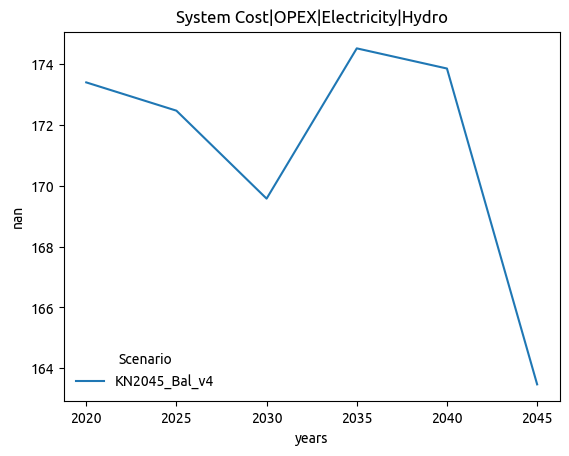 System Cost|OPEX|Electricity|Hydro
174
172
170
168
166
164
nan
Scenario
KN2045_Bal_v4
2020 2025 2030 2035 2040 2045
years